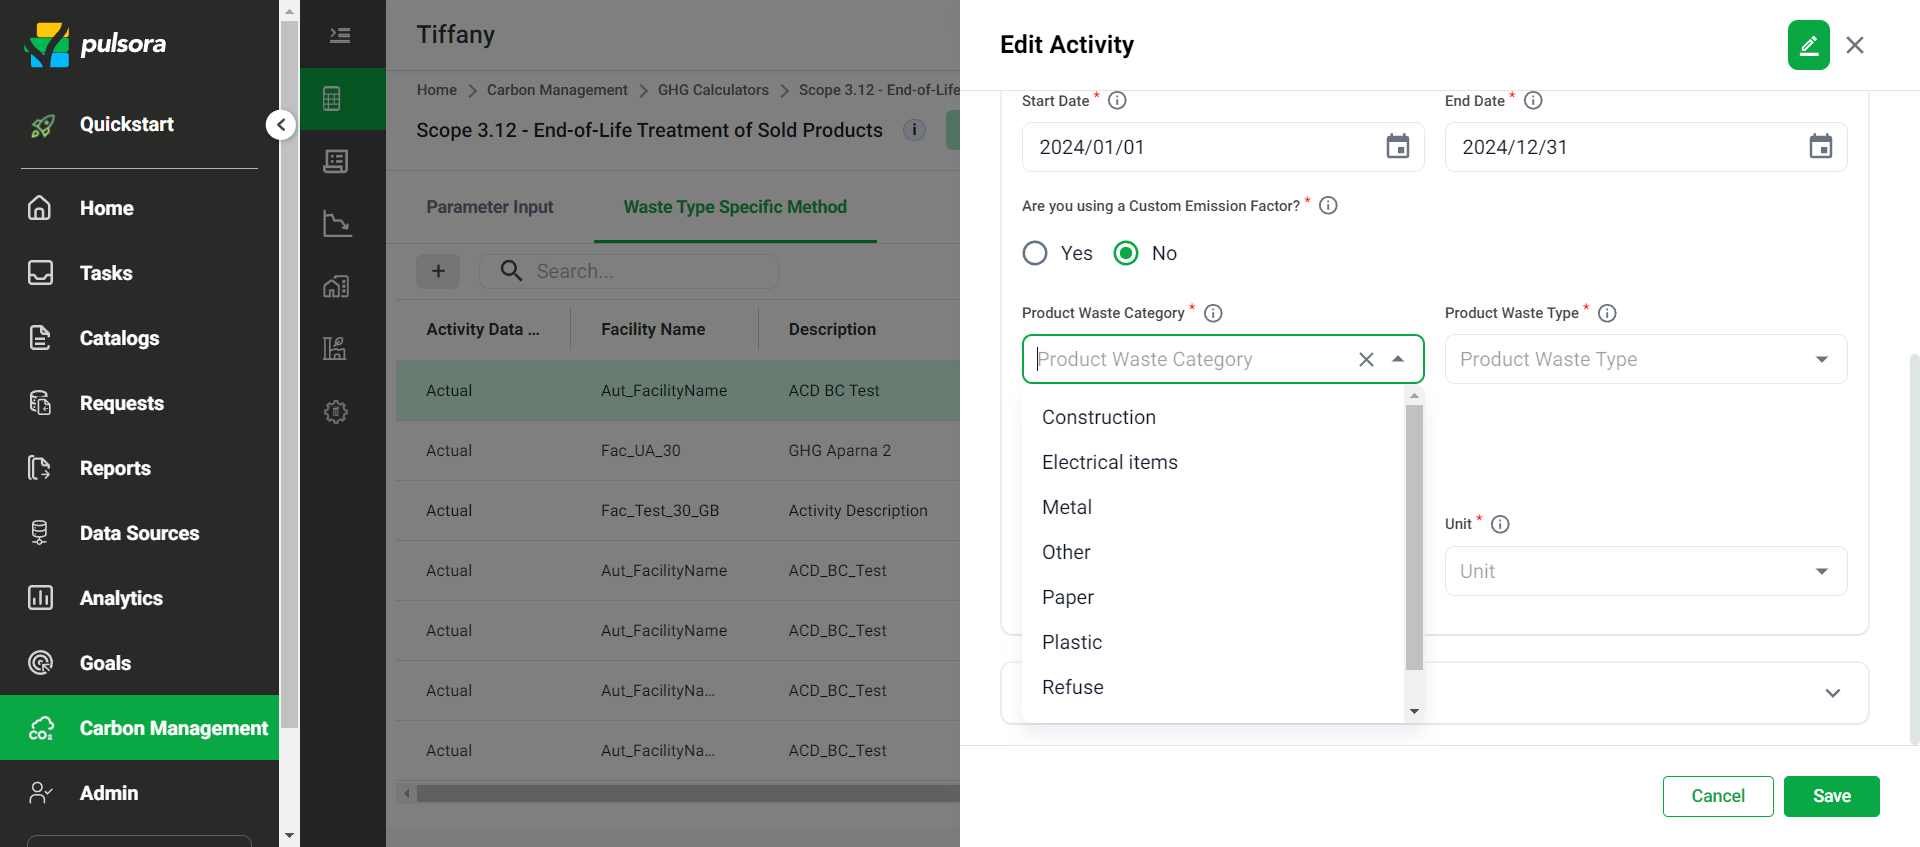 pulsora
Quickstart
Home
Tasks
Catalogs
Requests
Reports
Data Sources
Analytics
Goals
CO2
Carbon Management
Admin
Tiffany
Home > Carbon Management > GHG Calculators > Scope 3.12 - End-of-Life
Scope 3.12 - End-of-Life Treatment of Sold Products i
Parameter Input Waste Type Specific Method
+ Search...
Activity Data ... Facility Name Description
Actual Aut_FacilityName ACD BC Test
Actual Fac_UA_30 GHG Aparna 2
Actual Fac_Test_30_GB Activity Description
Actual Aut_FacilityName ACD_BC_Test
Actual Aut_FacilityName ACD_BC_Test
Actual Aut_FacilityNa... ACD_BC_Test
Actual Aut_FacilityNa... ACD_BC_Test
Edit Activity
Start Date * End Date *
2024/01/01 2024/12/31
Are you using a Custom Emission Factor? *
Yes No
Product Waste Category * Product Waste Type *
Product Waste Category Product Waste Type
Construction
Electrical items
Metal
Other
Paper
Plastic
Refuse
Unit *
Unit
Cancel Save